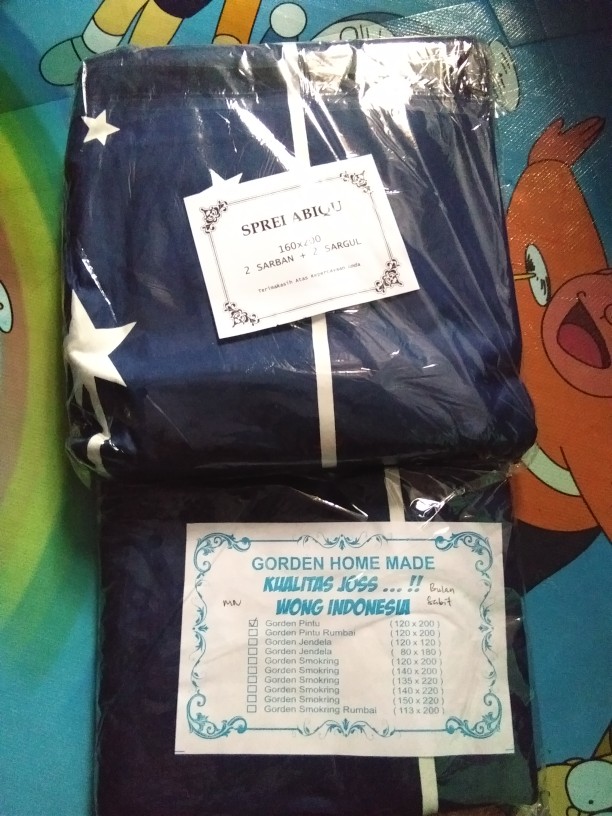 SPREI ABIQU
160x200
2 SARBAN + 2 SARGUL
Terimakasih atas kepercayaan anda
GORDEN HOME MADE
KUALITAS JOSS ... !!
WONG INDONESIA
MN
Bulan
Sabit
Gorden Pintu ( 120 x 200 )
Gorden Pintu Rumbai ( 120 x 200 )
Gorden Jendela ( 120 x 120 )
Gorden Jendela ( 80 x 180 )
Gorden Smokring ( 120 x 200 )
Gorden Smokring ( 140 x 200 )
Gorden Smokring ( 135 x 220 )
Gorden Smokring ( 140 x 220 )
Gorden Smokring ( 150 x 220 )
Gorden Smokring Rumbai ( 113 x 200 )